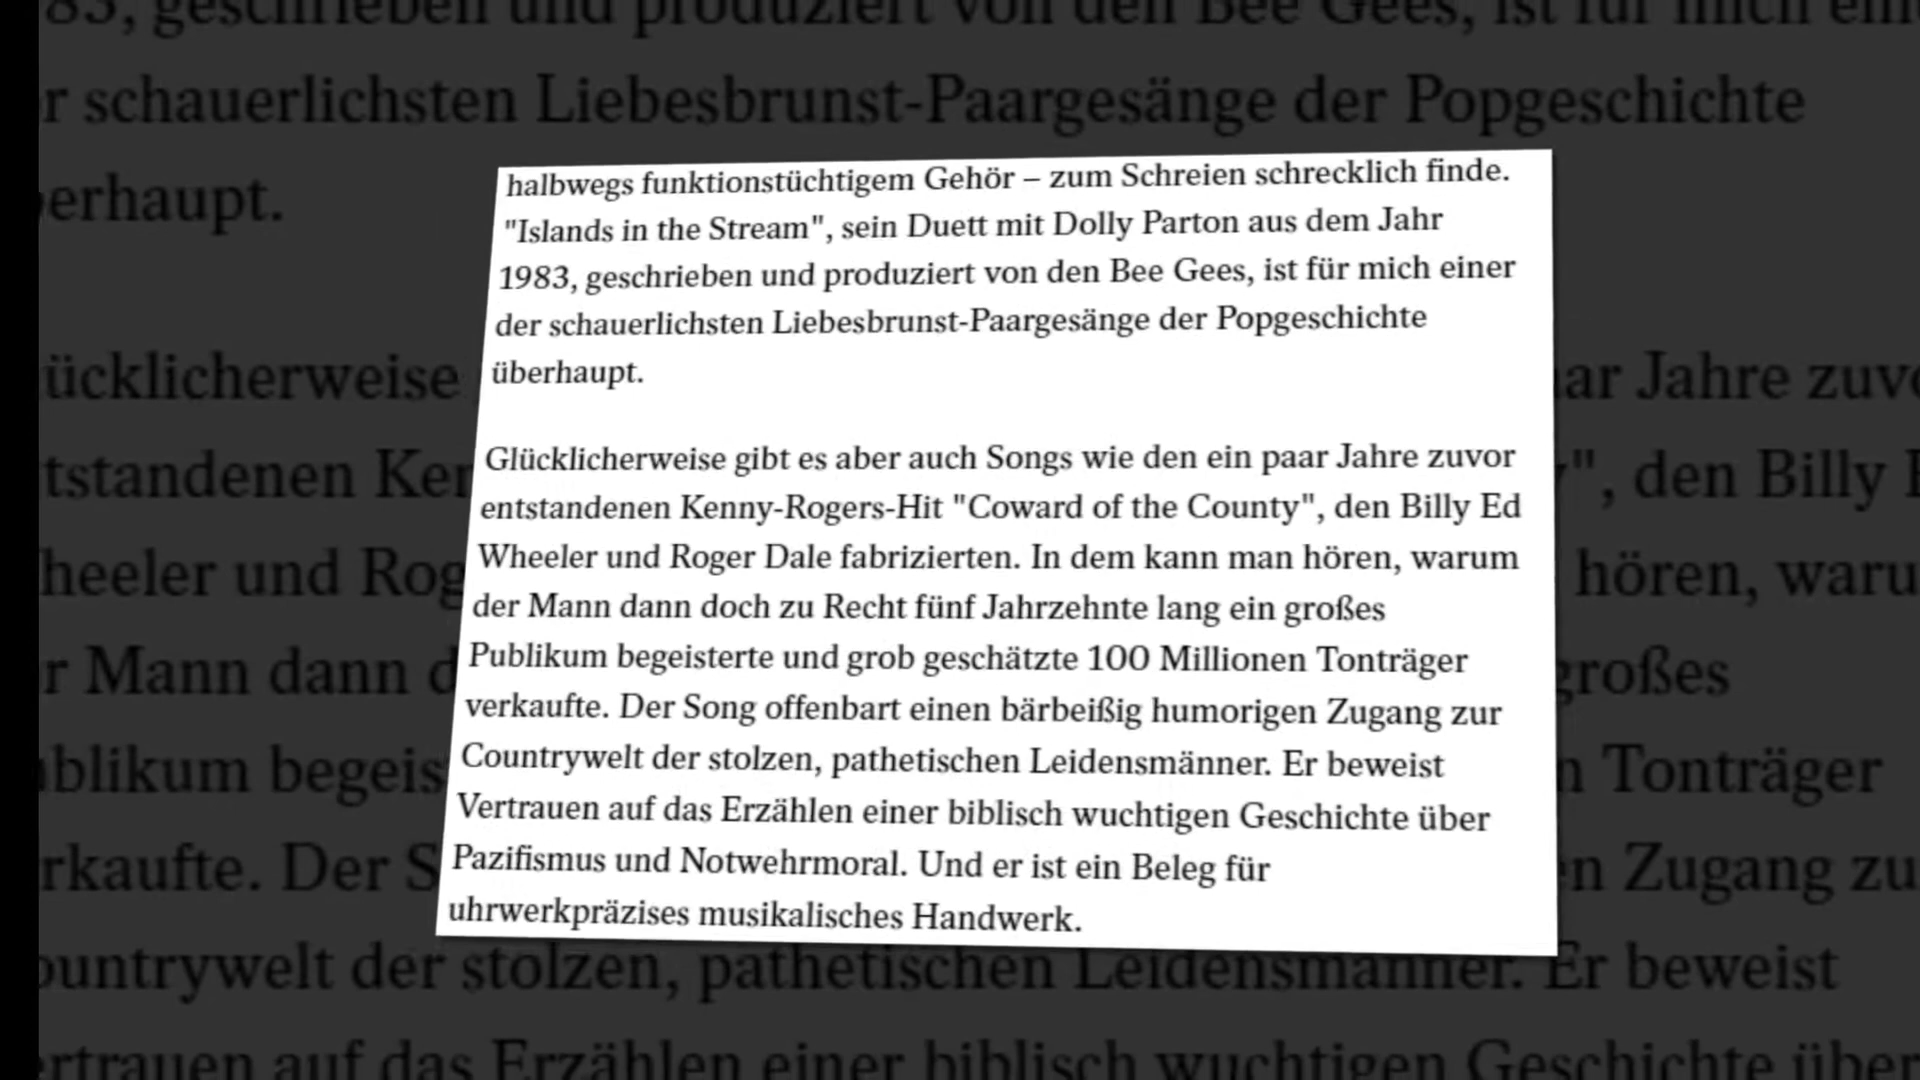 halbwegs funktionstüchtigem Gehör – zum Schreien schrecklich finde.
"Islands in the Stream", sein Duett mit Dolly Parton aus dem Jahr
1983, geschrieben und produziert von den Bee Gees, ist für mich einer
der schauerlichsten Liebesbrunst-Paargesänge der Popgeschichte
überhaupt.
Glücklicherweise gibt es aber auch Songs wie den ein paar Jahre zuvor
entstandenen Kenny-Rogers-Hit "Coward of the County", den Billy Ed
Wheeler und Roger Dale fabrizierten. In dem kann man hören, warum
der Mann dann doch zu Recht fünf Jahrzehnte lang ein großes
Publikum begeisterte und grob geschätzte 100 Millionen Tonträger
verkaufte. Der Song offenbart einen bärbeißig humorigen Zugang zur
Countrywelt der stolzen, pathetischen Leidensmänner. Er beweist
Vertrauen auf das Erzählen einer biblisch wuchtigen Geschichte über
Pazifismus und Notwehrmoral. Und er ist ein Beleg für
uhrwerkpräzises musikalisches Handwerk.